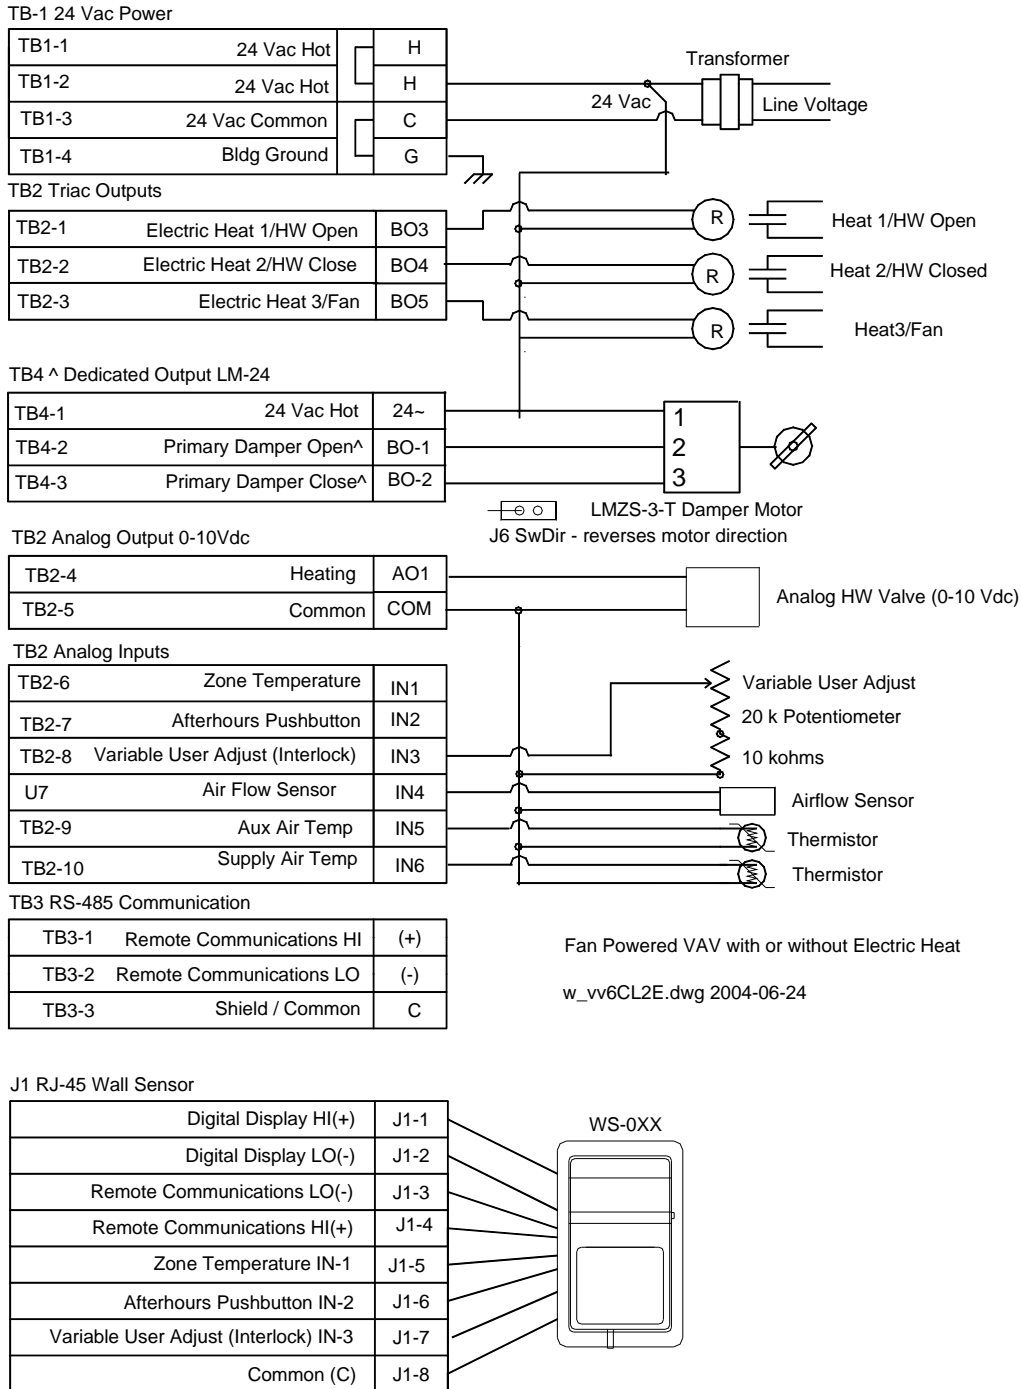 TB-1 24 Vac Power
TB1-1 24 Vac Hot H
TB1-2 24 Vac Hot H
TB1-3 24 Vac Common C
TB1-4 Bldg Ground G
Transformer
24 Vac
Line Voltage
TB2 Triac Outputs
TB2-1 Electric Heat 1/HW Open BO3
TB2-2 Electric Heat 2/HW Close BO4
TB2-3 Electric Heat 3/Fan BO5
R Heat 1/HW Open
R Heat 2/HW Closed
R Heat3/Fan
TB4 ^ Dedicated Output LM-24
TB4-1 24 Vac Hot 24~
TB4-2 Primary Damper Open^ BO-1
TB4-3 Primary Damper Close^ BO-2
1
2
3
LMZS-3-T Damper Motor
J6 SwDir - reverses motor direction
TB2 Analog Output 0-10Vdc
TB2-4 Heating AO1
TB2-5 Common COM
Analog HW Valve (0-10 Vdc)
TB2 Analog Inputs
TB2-6 Zone Temperature IN1
TB2-7 Afterhours Pushbutton IN2
TB2-8 Variable User Adjust (Interlock) IN3
U7 Air Flow Sensor IN4
TB2-9 Aux Air Temp IN5
TB2-10 Supply Air Temp IN6
Variable User Adjust
20 k Potentiometer
10 kohms
Airflow Sensor
Thermistor
Thermistor
TB3 RS-485 Communication
TB3-1 Remote Communications HI (+)
TB3-2 Remote Communications LO (-)
TB3-3 Shield / Common C
Fan Powered VAV with or without Electric Heat
w_vv6CL2E.dwg 2004-06-24
J1 RJ-45 Wall Sensor
Digital Display HI(+) J1-1
Digital Display LO(-) J1-2
Remote Communications LO(-) J1-3
Remote Communications HI(+) J1-4
Zone Temperature IN-1 J1-5
Afterhours Pushbutton IN-2 J1-6
Variable User Adjust (Interlock) IN-3 J1-7
Common (C) J1-8
WS-0XX